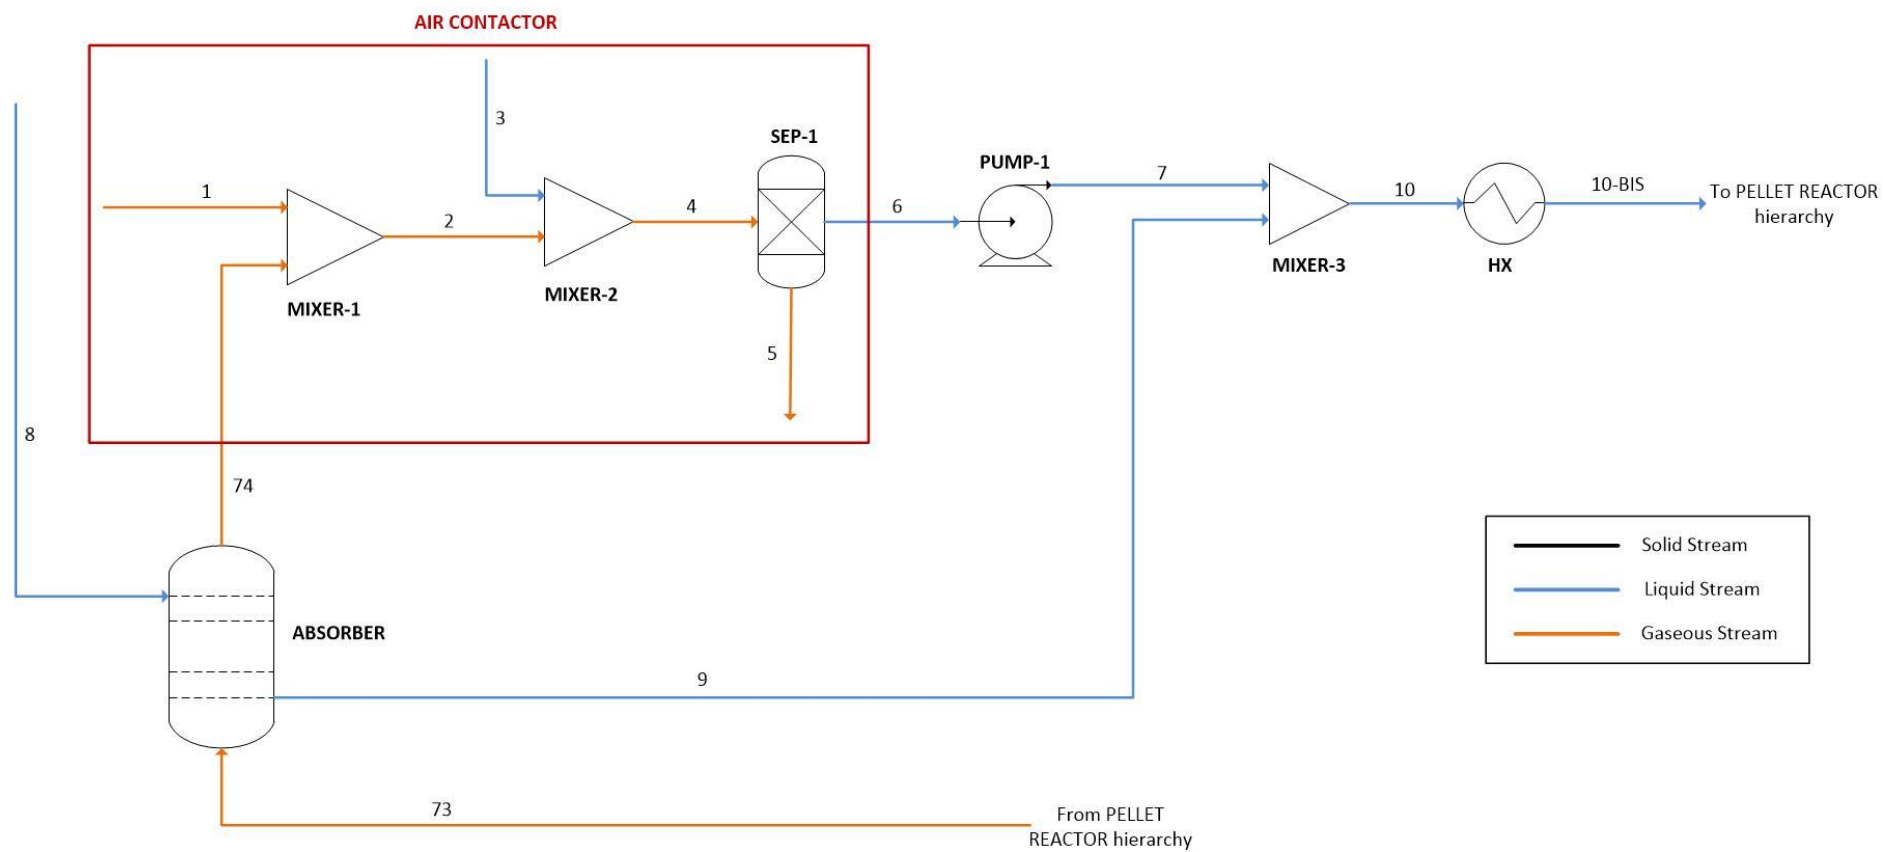 AIR CONTACTOR
3
SEP-1
1
2
4
6
PUMP-1
7
10
10-BIS
To PELLET REACTOR
hierarchy
MIXER-1
MIXER-2
MIXER-3
HX
5
8
74
ABSORBER
9
Solid Stream
Liquid Stream
Gaseous Stream
73
From PELLET
REACTOR hierarchy